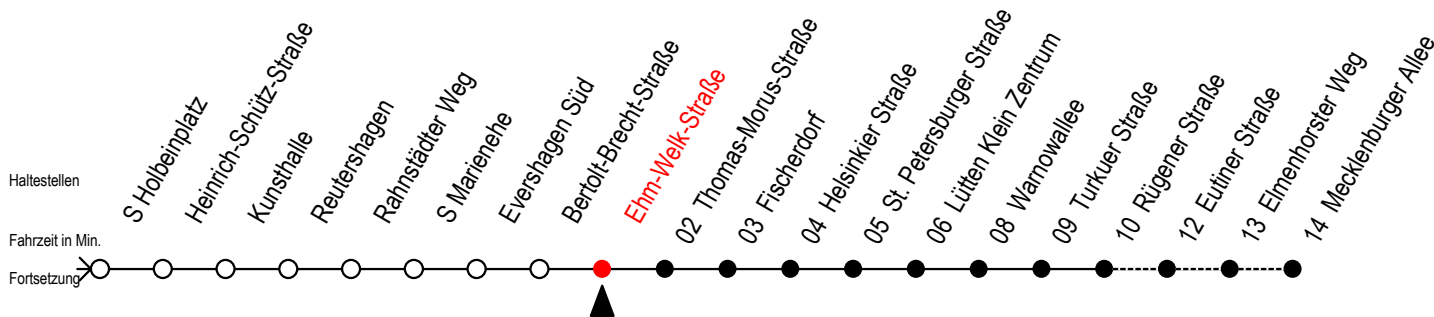 Haltestellen
S Holbeinplatz
Heinrich-Schütz-Straße
Kunsthalle
Reutershagen
Rahnstädter Weg
S Marienehe
Evershagen Süd
Bertolt-Brecht-Straße
Ehm-Welk-Straße
02 Thomas-Morus-Straße
03 Fischerdorf
04 Helsinkier Straße
05 St. Petersburger Straße
06 Lütten Klein Zentrum
08 Warnowallee
09 Turkuer Straße
10 Rügener Straße
12 Eutiner Straße
13 Elmenhorster Weg
14 Mecklenburger Allee
Fahrzeit in Min.
Fortsetzung